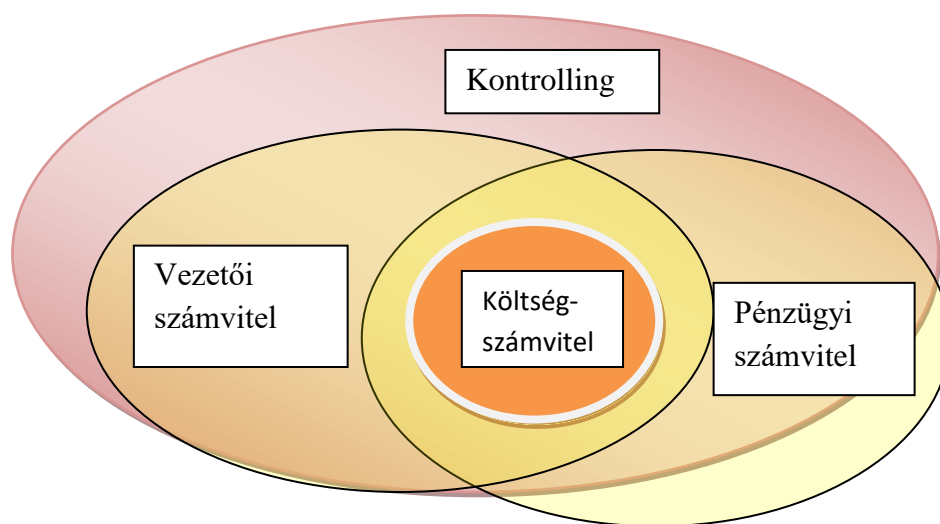 Kontrolling
Vezetői
számvitel
Költség-
számvitel
Pénzügyi
számvitel